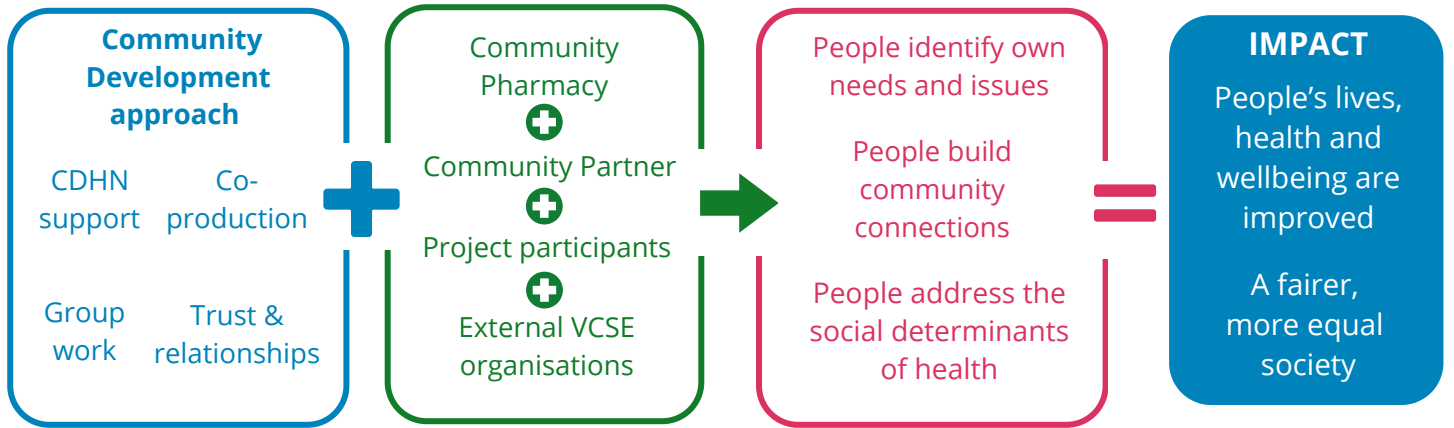 Community
Development
approach
CDHN
support
Co-
production
Group
work
Trust &
relationships
Community
Pharmacy
Community Partner
Project participants
External VCSE
organisations
People identify own
needs and issues
People build
community
connections
People address the
social determinants
of health
IMPACT
People’s lives,
health and
wellbeing are
improved
A fairer,
more equal
society